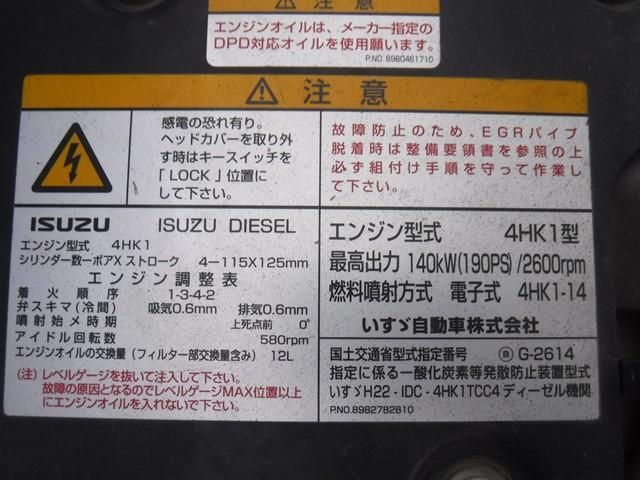 ⚠ 注 意
エンジンオイルは、メーカー指定の
DPD対応オイルを使用願います。
P.NO. 8980461710
⚠ 注 意
感電の恐れ有り。
ヘッドカバーを取り外
す時はキースイッチを
「LOCK」位置に
して下さい。
故障防止のため、EGRパイプ
脱着時は整備要領書を参照の上
必ず組付け手順を守って作業
して下さい。
ISUZU ISUZU DIESEL
エンジン型式 4HK1
シリンダー数ーボアX ストローク 4－115X125mm
エ ン ジ ン 調 整 表
着 火 順 序 1-3-4-2
弁スキマ(冷間) 吸気0.6mm 排気0.6mm
噴射始メ時期 上死点前 0°
アイドル回転数 580rpm
エンジンオイルの交換量(フィルター部交換量含み) 12L
(注) レベルゲージを抜いて注入して下さい。
故障の原因となるのでレベルゲージMAX位置以上
にエンジンオイルを入れないで下さい。
エンジン型式 4HK1型
最高出力 140kW(190PS)/2600rpm
燃料噴射方式 電子式 4HK1-14
いすゞ自動車株式会社
国土交通省型式指定番号 G-2614
指定に係る一酸化炭素等発散防止装置型式
いすゞH22-IDC-4HK1TCC4ディーゼル機関
P.NO.8982782810